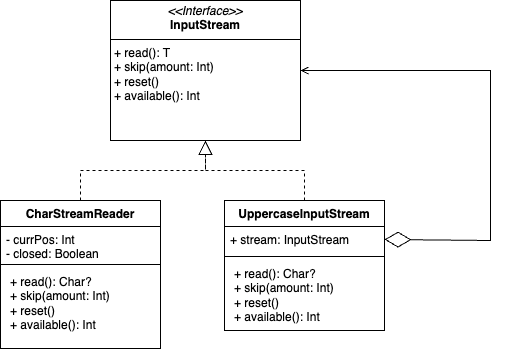 <<Interface>>
InputStream
+ read(): T
+ skip(amount: Int)
+ reset()
+ available(): Int
CharStreamReader
- currPos: Int
- closed: Boolean
+ read(): Char?
+ skip(amount: Int)
+ reset()
+ available(): Int
UppercaseInputStream
+ stream: InputStream
+ read(): Char?
+ skip(amount: Int)
+ reset()
+ available(): Int